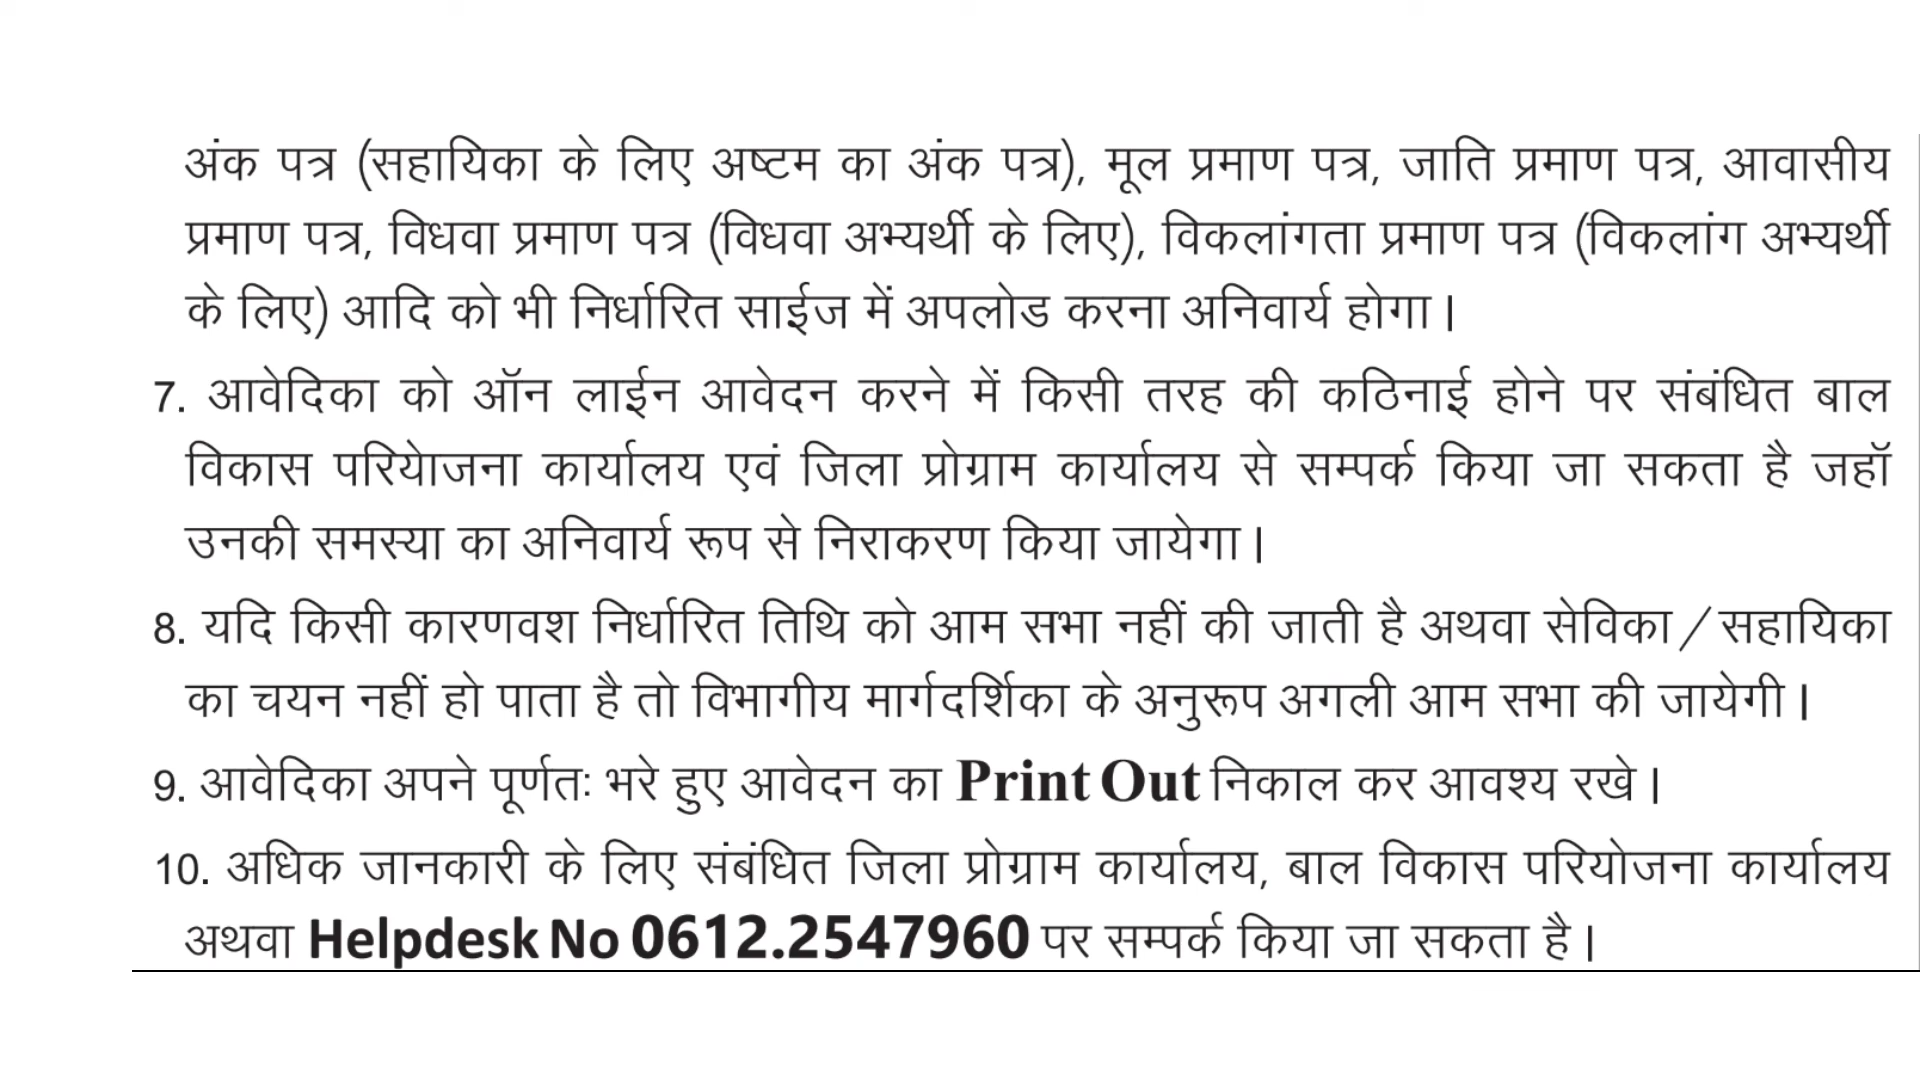 अंक पत्र (सहायिका के लिए अष्टम का अंक पत्र), मूल प्रमाण पत्र, जाति प्रमाण पत्र, आवासीय
प्रमाण पत्र, विधवा प्रमाण पत्र (विधवा अभ्यर्थी के लिए), विकलांगता प्रमाण पत्र (विकलांग अभ्यर्थी
के लिए) आदि को भी निर्धारित साईज में अपलोड करना अनिवार्य होगा।
7. आवेदिका को ऑन लाईन आवेदन करने में किसी तरह की कठिनाई होने पर संबंधित बाल
विकास परियेाजना कार्यालय एवं जिला प्रोग्राम कार्यालय से सम्पर्क किया जा सकता है जहॉ
उनकी समस्या का अनिवार्य रूप से निराकरण किया जायेगा।
8. यदि किसी कारणवश निर्धारित तिथि को आम सभा नहीं की जाती है अथवा सेविका/सहायिका
का चयन नहीं हो पाता है तो विभागीय मार्गदर्शिका के अनुरूप अगली आम सभा की जायेगी।
9. आवेदिका अपने पूर्णतः भरे हुए आवेदन का Print Out निकाल कर आवश्य रखे।
10. अधिक जानकारी के लिए संबंधित जिला प्रोग्राम कार्यालय, बाल विकास परियोजना कार्यालय
अथवा Helpdesk No 0612.2547960 पर सम्पर्क किया जा सकता है।